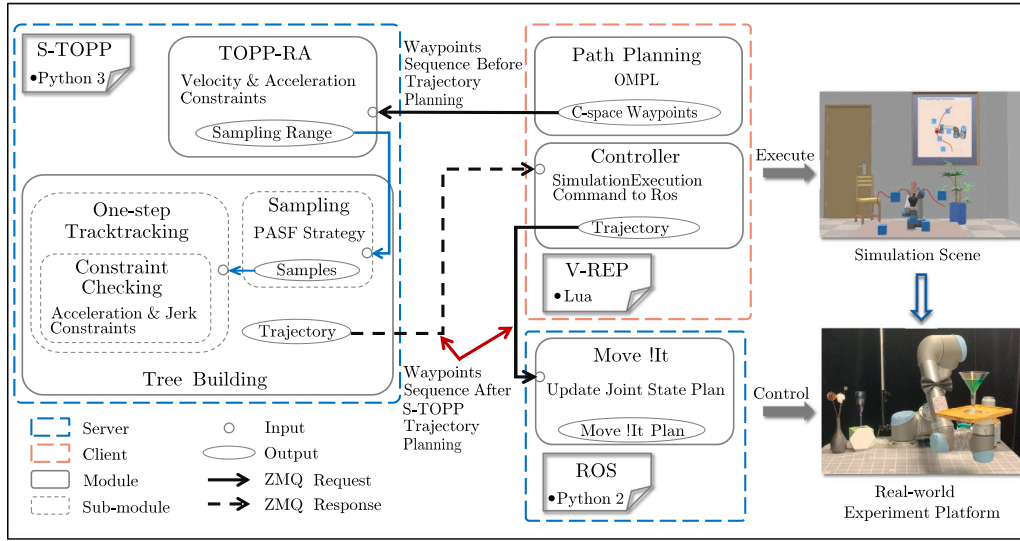 S-TOPP
•Python 3
TOPP-RA
Velocity & Acceleration
Constraints
Sampling Range
Waypoints
Sequence Before
Trajectory
Planning
Path Planning
OMPL
C-space Waypoints
Controller
SimulationExecution
Command to Ros
Trajectory
V-REP
•Lua
Execute
Simulation Scene
One-step
Tracktracking
Constraint
Checking
Acceleration & Jerk
Constraints
Sampling
PASF Strategy
Samples
Trajectory
Tree Building
Waypoints
Sequence After
S-TOPP
Trajectory
Planning
Move !It
Update Joint State Plan
Move !It Plan
ROS
•Python 2
Control
Real-world
Experiment Platform
Server
Client
Module
Sub-module
Input
Output
ZMQ Request
ZMQ Response